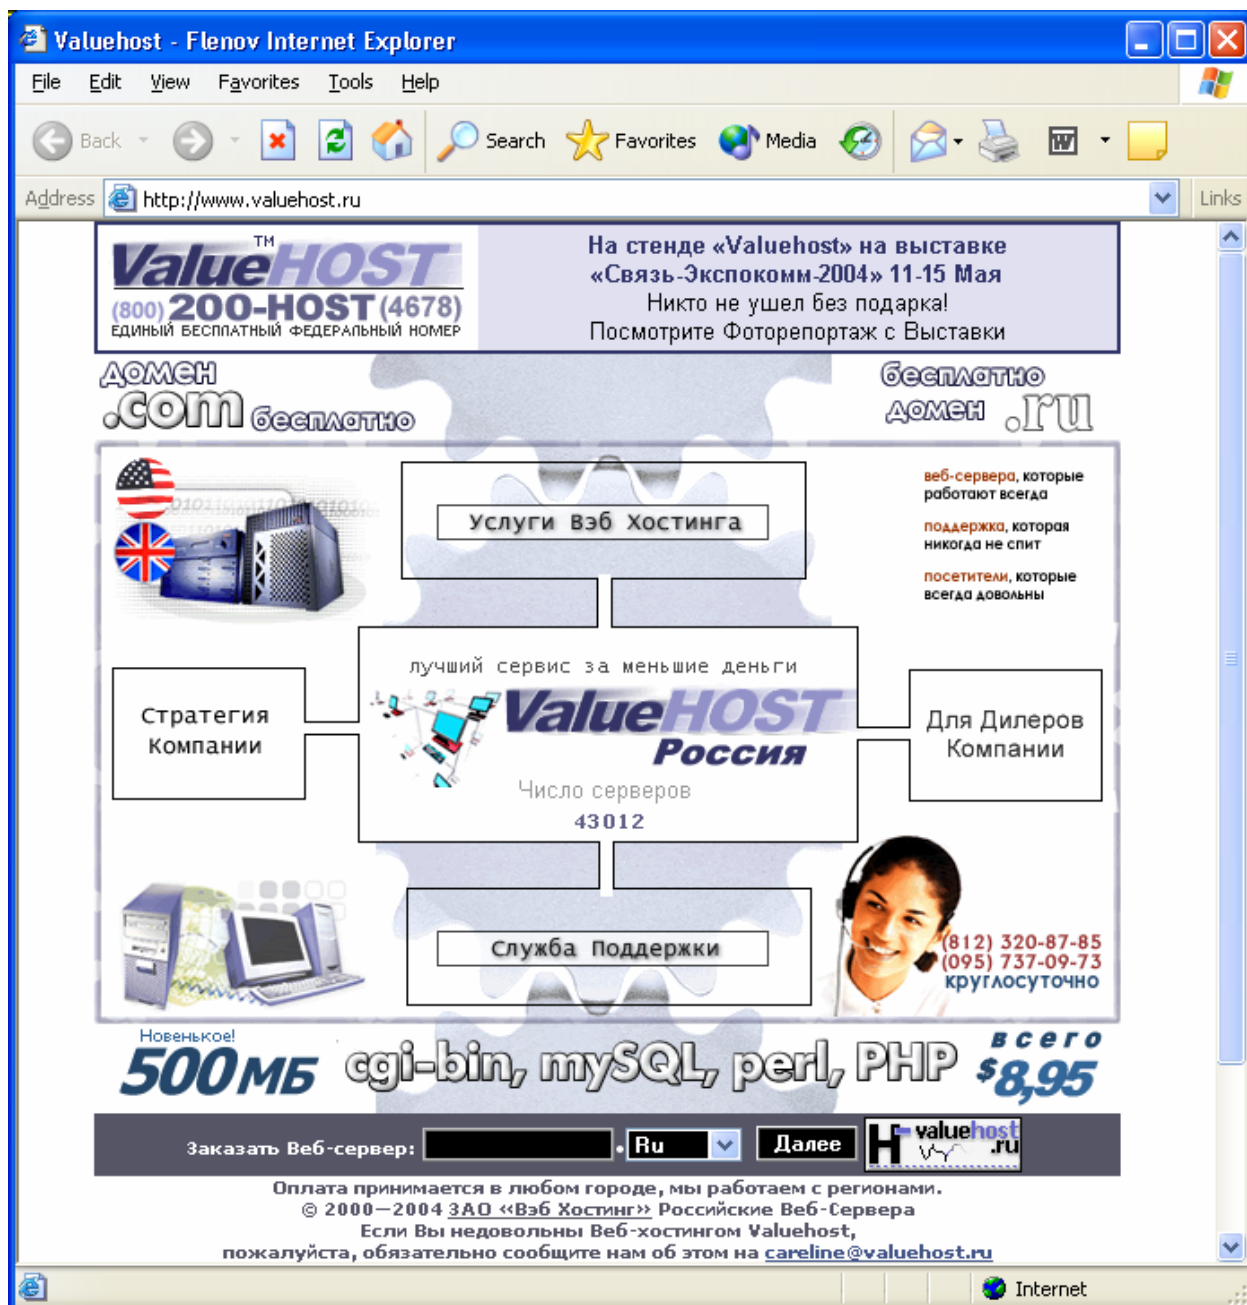 Valuehost - Flenov Internet Explorer
File Edit View Favorites Tools Help
Back Search Favorites Media
Address http://www.valuehost.ru Links
ValueHOST TM
(800) 200-HOST (4678)
ЕДИНЫЙ БЕСПЛАТНЫЙ ФЕДЕРАЛЬНЫЙ НОМЕР
На стенде «Valuehost» на выставке
«Связь-Экспокомм-2004» 11-15 Мая
Никто не ушел без подарка!
Посмотрите Фоторепортаж с Выставки
домен
.com бесплатно
бесплатно
домен .ru
Услуги Вэб Хостинга
веб-сервера, которые
работают всегда
поддержка, которая
никогда не спит
посетители, которые
всегда довольны
лучший сервис за меньшие деньги
ValueHOST
Россия
Число серверов
43012
Стратегия
Компании
Для Дилеров
Компании
Служба Поддержки
(812) 320-87-85
(095) 737-09-73
круглосуточно
Новенькое!
500 МБ
cgi-bin, mySQL, perl, PHP
всего
$8,95
Заказать Веб-сервер: . Ru Далее
valuehost
.ru
Оплата принимается в любом городе, мы работаем с регионами.
© 2000—2004 ЗАО «Вэб Хостинг» Российские Веб-Сервера
Если Вы недовольны Веб-хостингом Valuehost,
пожалуйста, обязательно сообщите нам об этом на careline@valuehost.ru
Internet